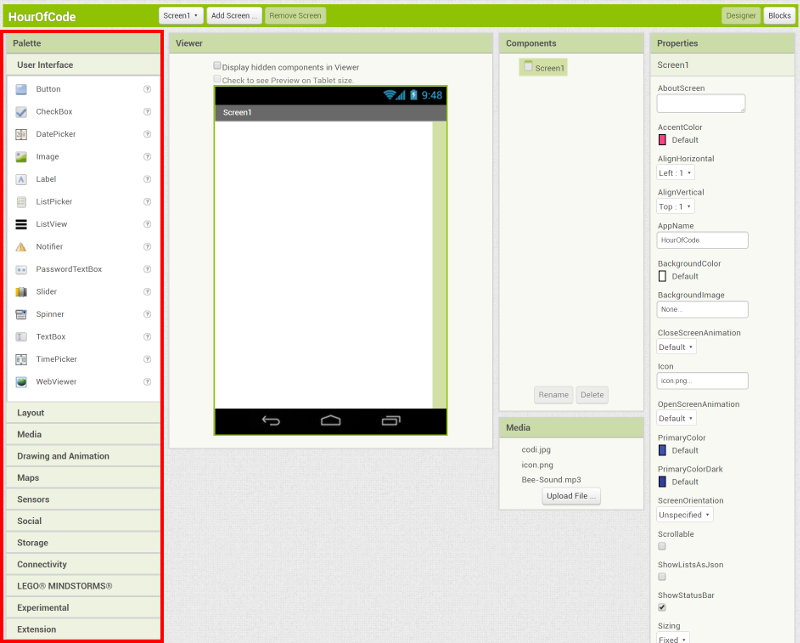 HourOfCode
Screen1
Add Screen ...
Remove Screen
Designer
Blocks
Palette
User Interface
Button
CheckBox
DatePicker
Image
Label
ListPicker
ListView
Notifier
PasswordTextBox
Slider
Spinner
TextBox
TimePicker
WebViewer
Layout
Media
Drawing and Animation
Maps
Sensors
Social
Storage
Connectivity
LEGO® MINDSTORMS®
Experimental
Extension
Viewer
Display hidden components in Viewer
Check to see Preview on Tablet size.
9:48
Screen1
Components
Screen1
Rename
Delete
Media
codi.jpg
icon.png
Bee-Sound.mp3
Upload File ...
Properties
Screen1
AboutScreen
AccentColor
Default
AlignHorizontal
Left : 1
AlignVertical
Top : 1
AppName
HourOfCode
BackgroundColor
Default
BackgroundImage
None...
CloseScreenAnimation
Default
Icon
icon.png...
OpenScreenAnimation
Default
PrimaryColor
Default
PrimaryColorDark
Default
ScreenOrientation
Unspecified
Scrollable
ShowListsAsJson
ShowStatusBar
Sizing
Fixed